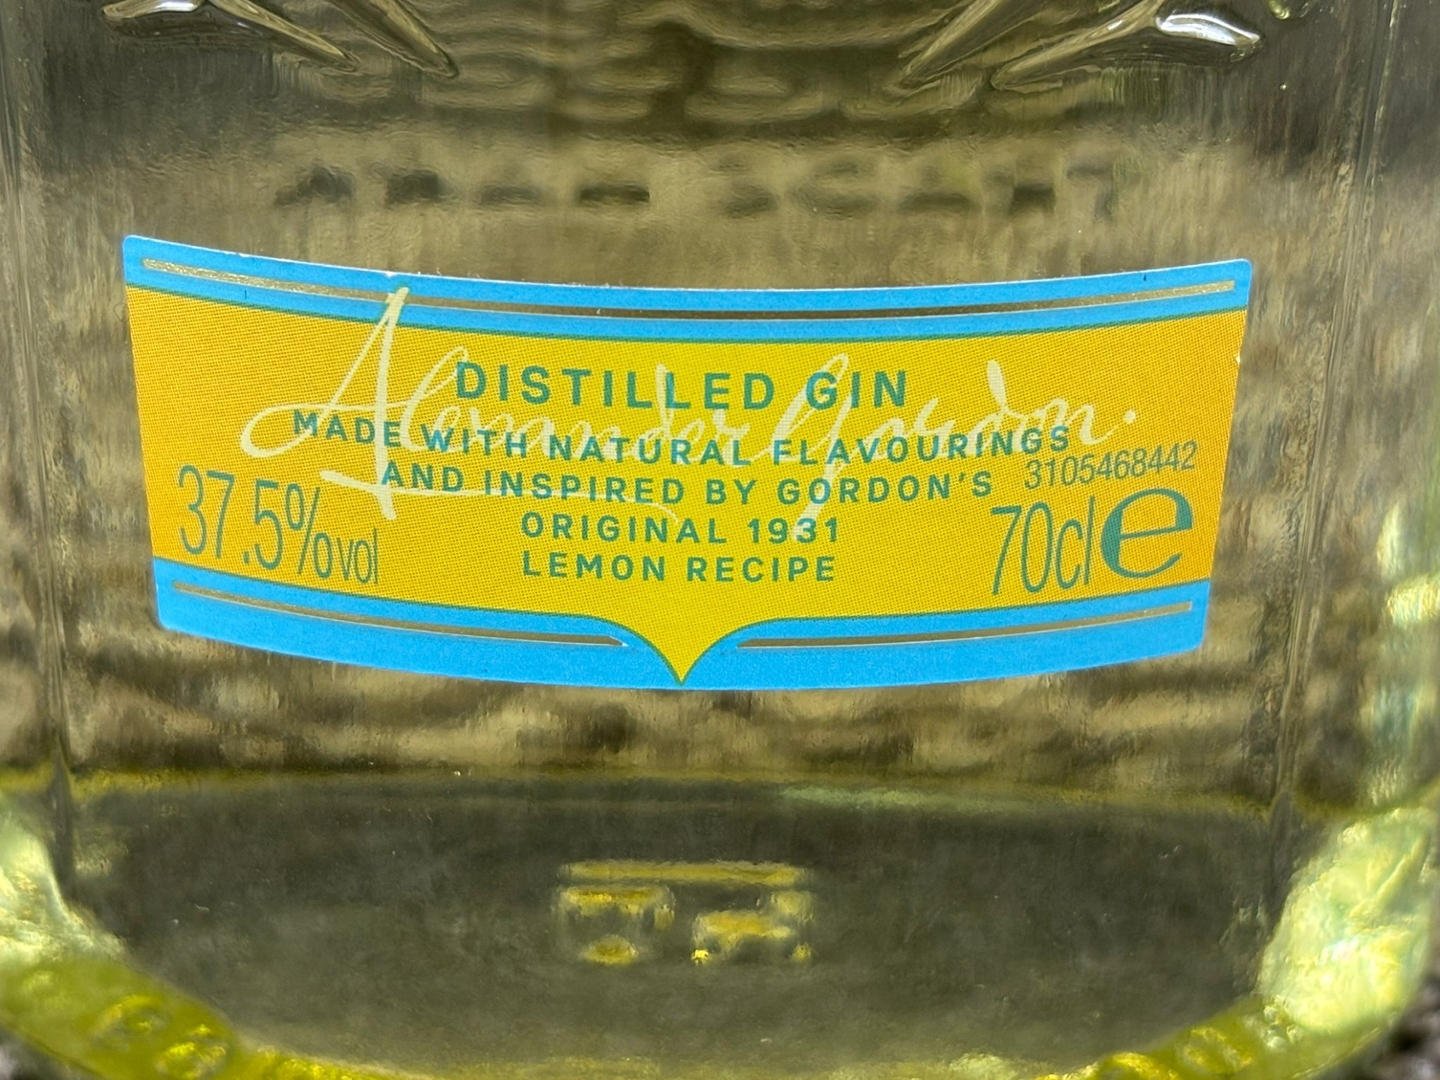 Alexander Gordon.
DISTILLED GIN
MADE WITH NATURAL FLAVOURINGS
AND INSPIRED BY GORDON'S
ORIGINAL 1931
LEMON RECIPE
37.5%vol
3105468442
70cl e